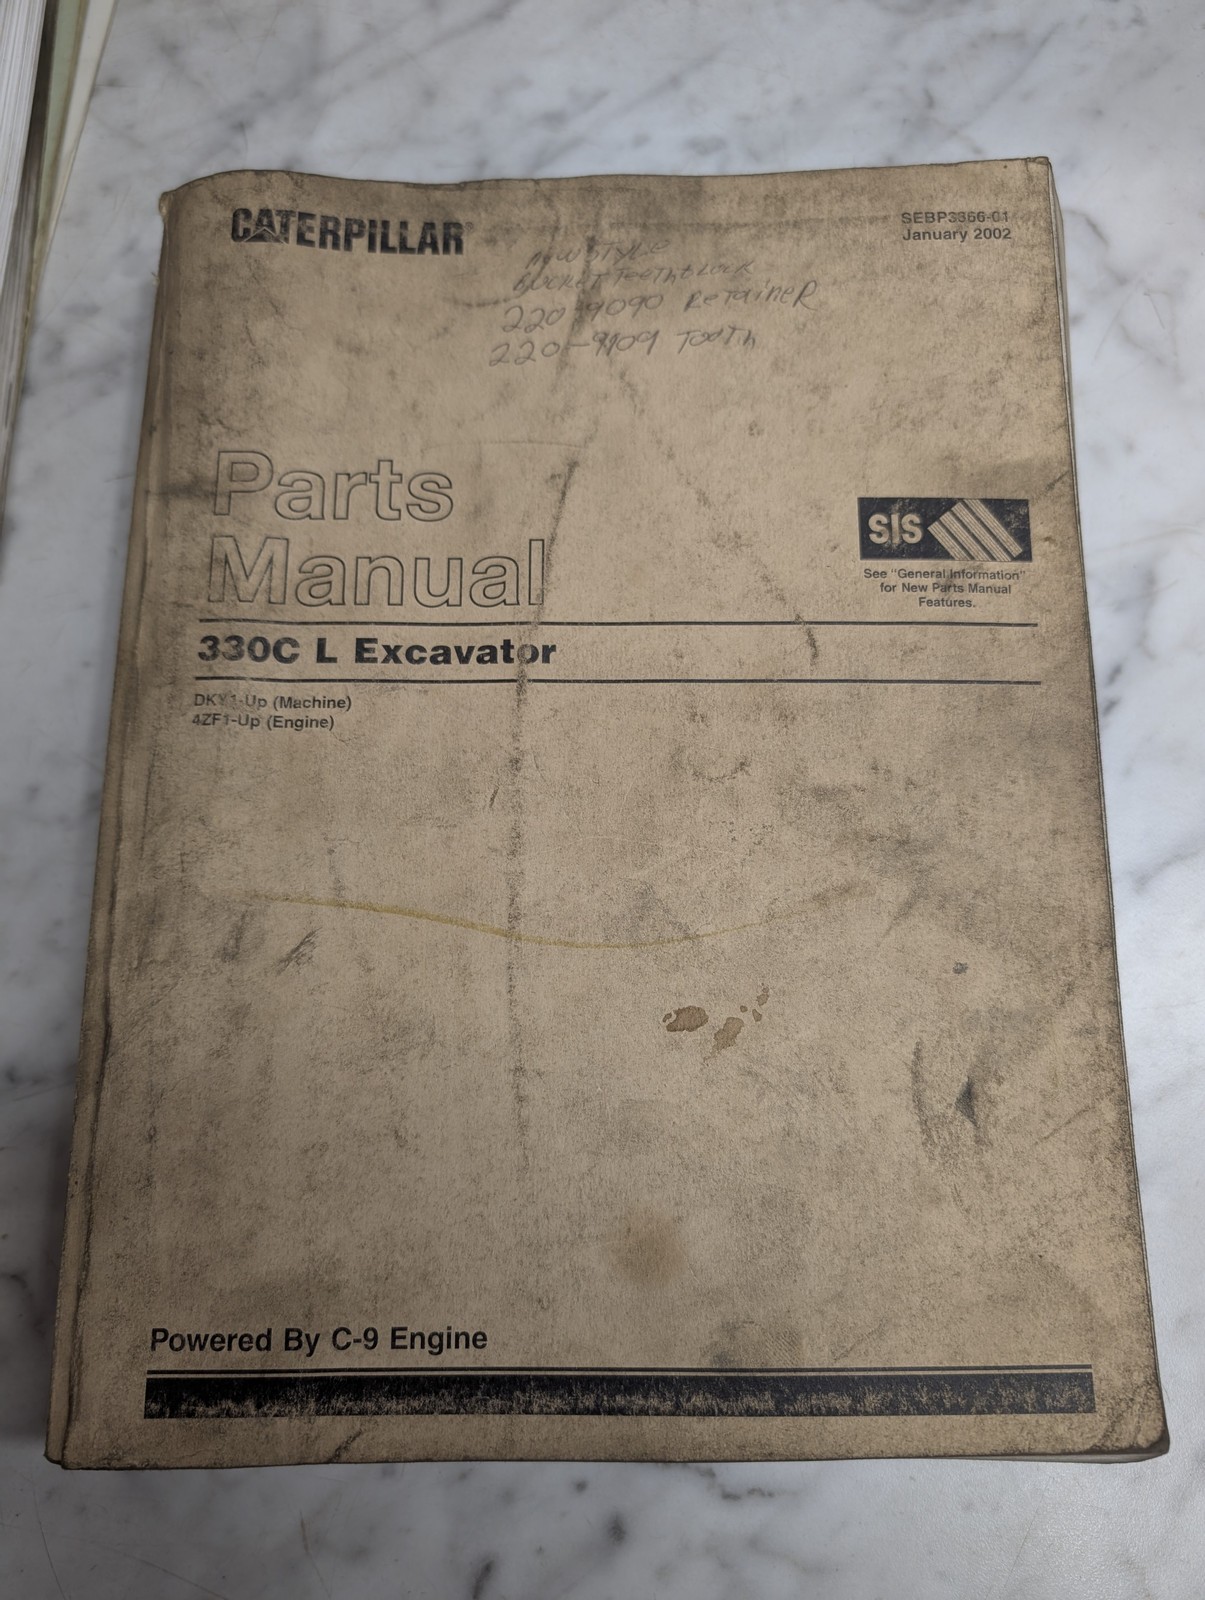 CATERPILLAR
SEBP3366-01
January 2002
New STYLE
BUCKET TeeTh & Lock
220-9090 ReTaineR
220-9109 TooTh
Parts
Manual
SIS
See "General Information"
for New Parts Manual
Features.
330C L Excavator
DKY1-Up (Machine)
4ZF1-Up (Engine)
Powered By C-9 Engine